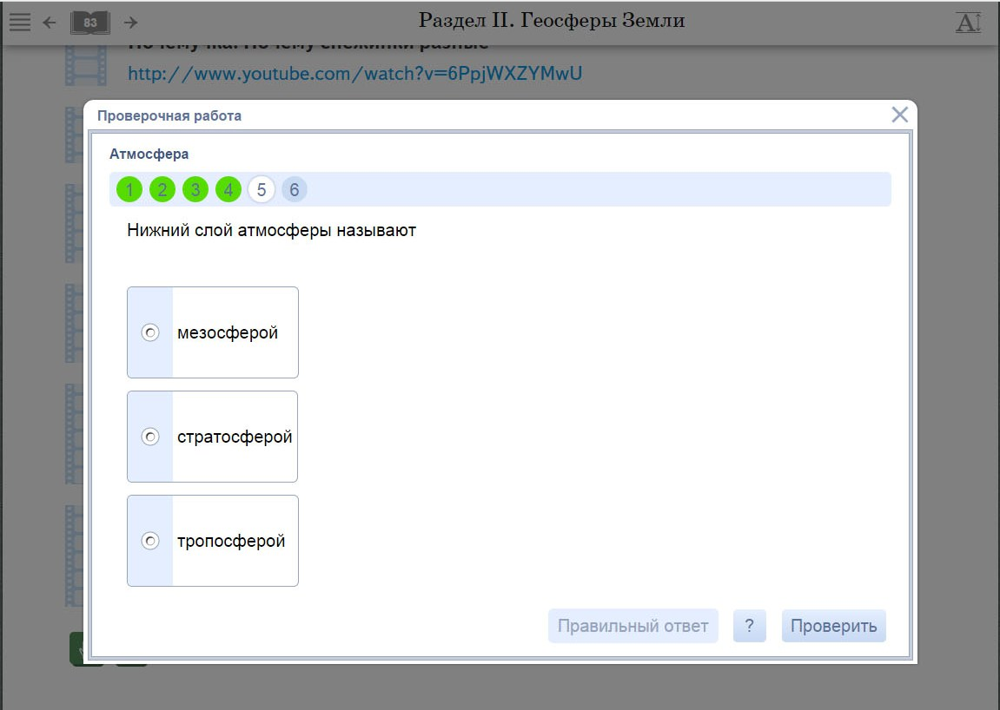 83
Раздел II. Геосферы Земли
A
http://www.youtube.com/watch?v=6PpjWXZYMwU
Проверочная работа
Атмосфера
1 2 3 4 5 6
Нижний слой атмосферы называют
мезосферой
стратосферой
тропосферой
Правильный ответ ? Проверить